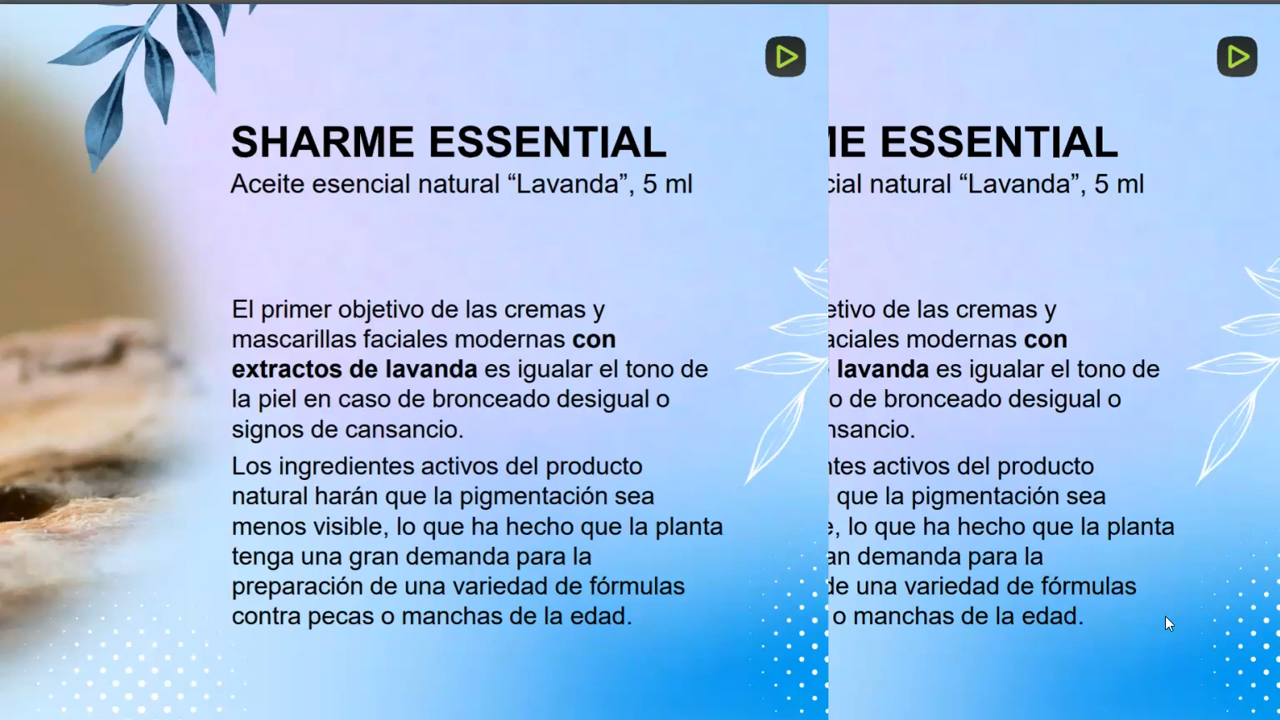 SHARME ESSENTIAL
Aceite esencial natural “Lavanda”, 5 ml
El primer objetivo de las cremas y
mascarillas faciales modernas con
extractos de lavanda es igualar el tono de
la piel en caso de bronceado desigual o
signos de cansancio.
Los ingredientes activos del producto
natural harán que la pigmentación sea
menos visible, lo que ha hecho que la planta
tenga una gran demanda para la
preparación de una variedad de fórmulas
contra pecas o manchas de la edad.
ME ESSENTIAL
cial natural “Lavanda”, 5 ml
etivo de las cremas y
aciales modernas con
lavanda es igualar el tono de
o de bronceado desigual o
nsancio.
ntes activos del producto
que la pigmentación sea
e, lo que ha hecho que la planta
an demanda para la
de una variedad de fórmulas
o manchas de la edad.